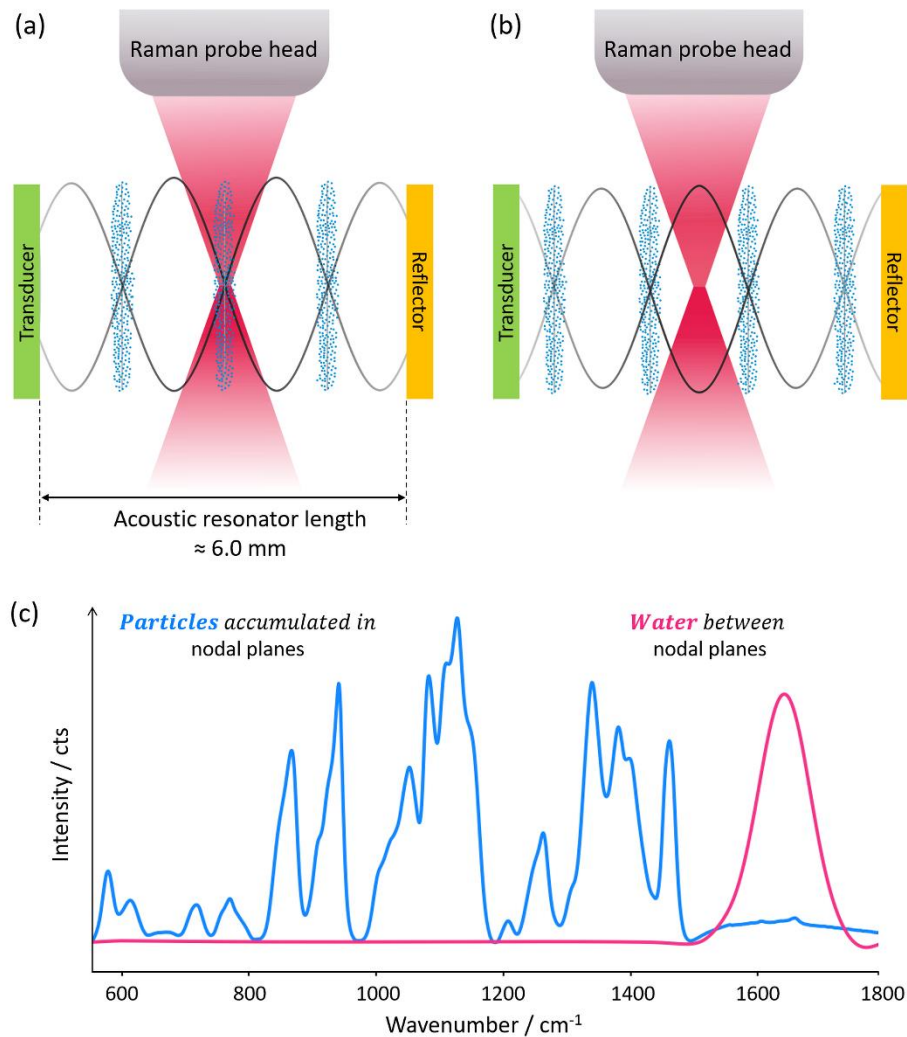 (a)
Raman probe head
Transducer
Reflector
Acoustic resonator length
≈ 6.0 mm
(b)
Raman probe head
Transducer
Reflector
(c)
Particles accumulated in
nodal planes
Water between
nodal planes
Intensity / cts
600 800 1000 1200 1400 1600 1800
Wavenumber / cm⁻¹